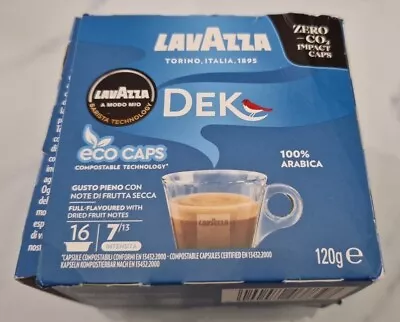 LAVAZZA
TORINO, ITALIA, 1895
ZERO
CO₂
IMPACT
CAPS
LAVAZZA
A MODO MIO
BARISTA TECHNOLOGY
DEK
eco CAPS
COMPOSTABLE TECHNOLOGY*
100%
ARABICA
GUSTO PIENO CON
NOTE DI FRUTTA SECCA
FULL-FLAVOURED WITH
DRIED FRUIT NOTES
16
7/13
INTENSITÀ
LAVAZZA
120g e
*CAPSULE COMPOSTABILI CONFORMI EN 13432:2000 - COMPOSTABLE CAPSULES CERTIFIED EN 13432:2000
KAPSELN KOMPOSTIERBAR NACH EN 13432:2000